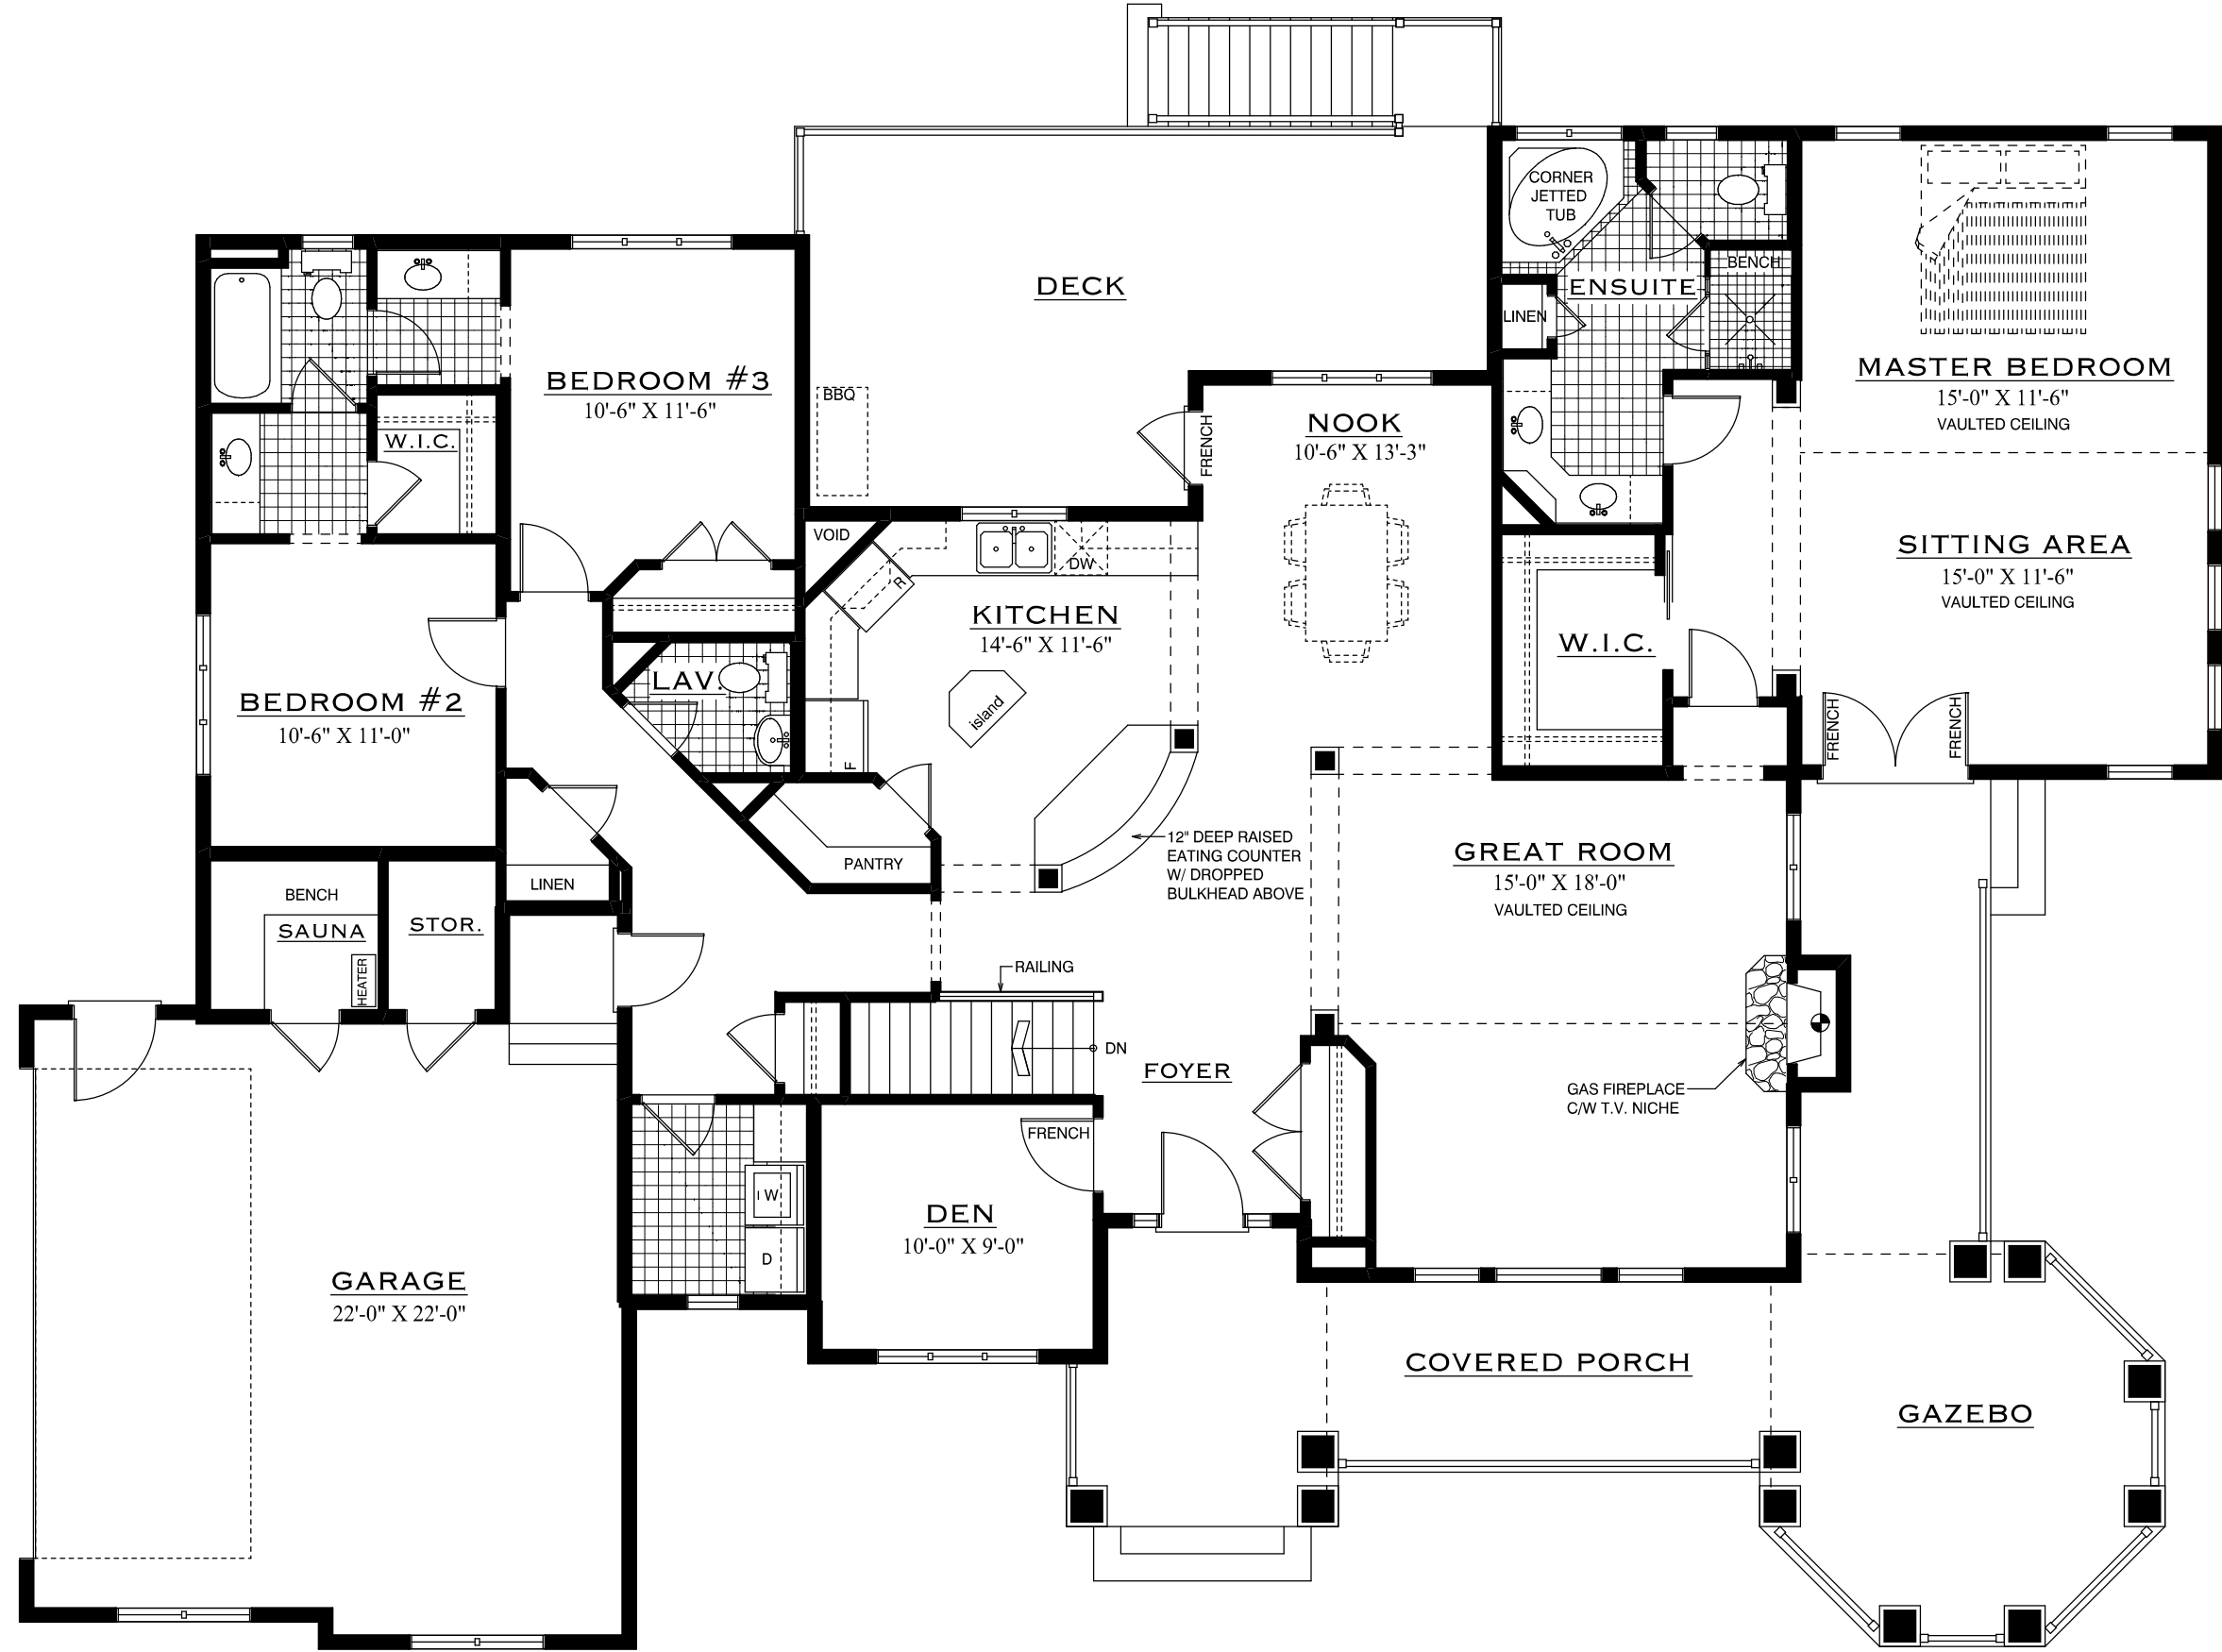 CORNER
JETTED
TUB
BENCH
ENSUITE
LINEN
DECK
BBQ
FRENCH
MASTER BEDROOM
15'-0" X 11'-6"
VAULTED CEILING
BEDROOM #3
10'-6" X 11'-6"
W.I.C.
NOOK
10'-6" X 13'-3"
VOID
R
DW
KITCHEN
14'-6" X 11'-6"
island
F
SITTING AREA
15'-0" X 11'-6"
VAULTED CEILING
W.I.C.
FRENCH
FRENCH
LAV.
BEDROOM #2
10'-6" X 11'-0"
PANTRY
12" DEEP RAISED
EATING COUNTER
W/ DROPPED
BULKHEAD ABOVE
GREAT ROOM
15'-0" X 18'-0"
VAULTED CEILING
LINEN
BENCH
SAUNA
HEATER
STOR.
RAILING
DN
FOYER
GAS FIREPLACE
C/W T.V. NICHE
FRENCH
W
D
DEN
10'-0" X 9'-0"
GARAGE
22'-0" X 22'-0"
COVERED PORCH
GAZEBO